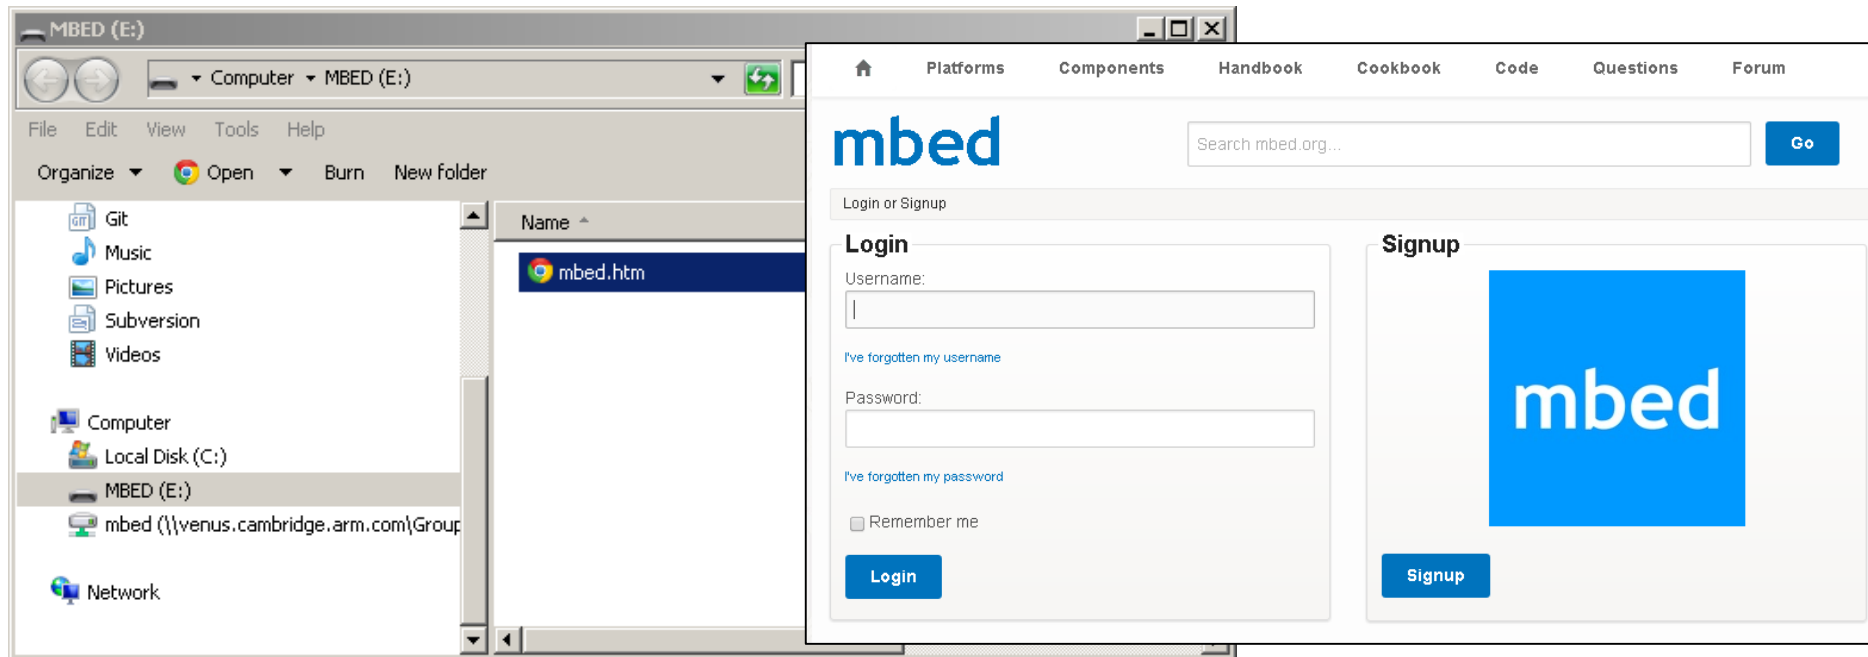 MBED (E:)
Computer MBED (E:)
File Edit View Tools Help
Organize Open Burn New folder
Git
Music
Pictures
Subversion
Videos
Computer
Local Disk (C:)
MBED (E:)
mbed (\\venus.cambridge.arm.com\Group
Network
Name
mbed.htm
Platforms Components Handbook Cookbook Code Questions Forum
mbed
Search mbed.org...
Go
Login or Signup
Login
Username:
I've forgotten my username
Password:
I've forgotten my password
Remember me
Login
Signup
mbed
Signup